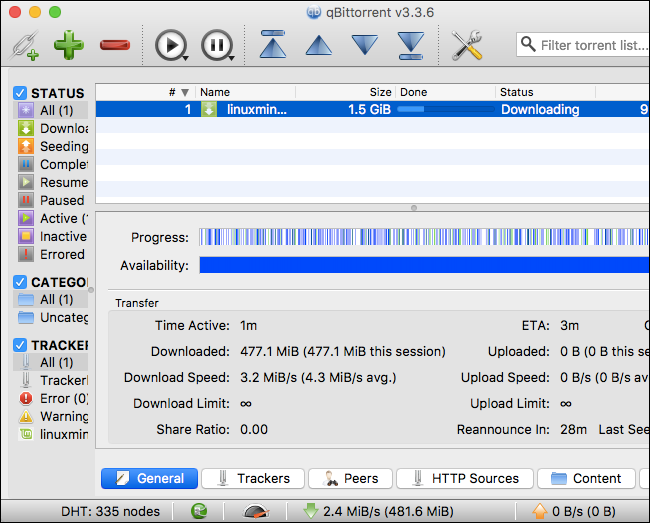 qBittorrent v3.3.6
Filter torrent list...
STATUS
All (1)
Downloa
Seeding
Complet
Resume
Paused
Active (1
Inactive
Errored
CATEGO
All (1)
Uncateg
TRACKER
All (1)
Trackerl
Error (0)
Warning
linuxmin
# Name Size Done Status
1 linuxmin... 1.5 GiB Downloading 9
Progress:
Availability:
Transfer
Time Active: 1m ETA: 3m
Downloaded: 477.1 MiB (477.1 MiB this session) Uploaded: 0 B (0 B this se
Download Speed: 3.2 MiB/s (4.3 MiB/s avg.) Upload Speed: 0 B/s (0 B/s av
Download Limit: ∞ Upload Limit: ∞
Share Ratio: 0.00 Reannounce In: 28m Last See
General Trackers Peers HTTP Sources Content
DHT: 335 nodes 2.4 MiB/s (481.6 MiB) 0 B/s (0 B)